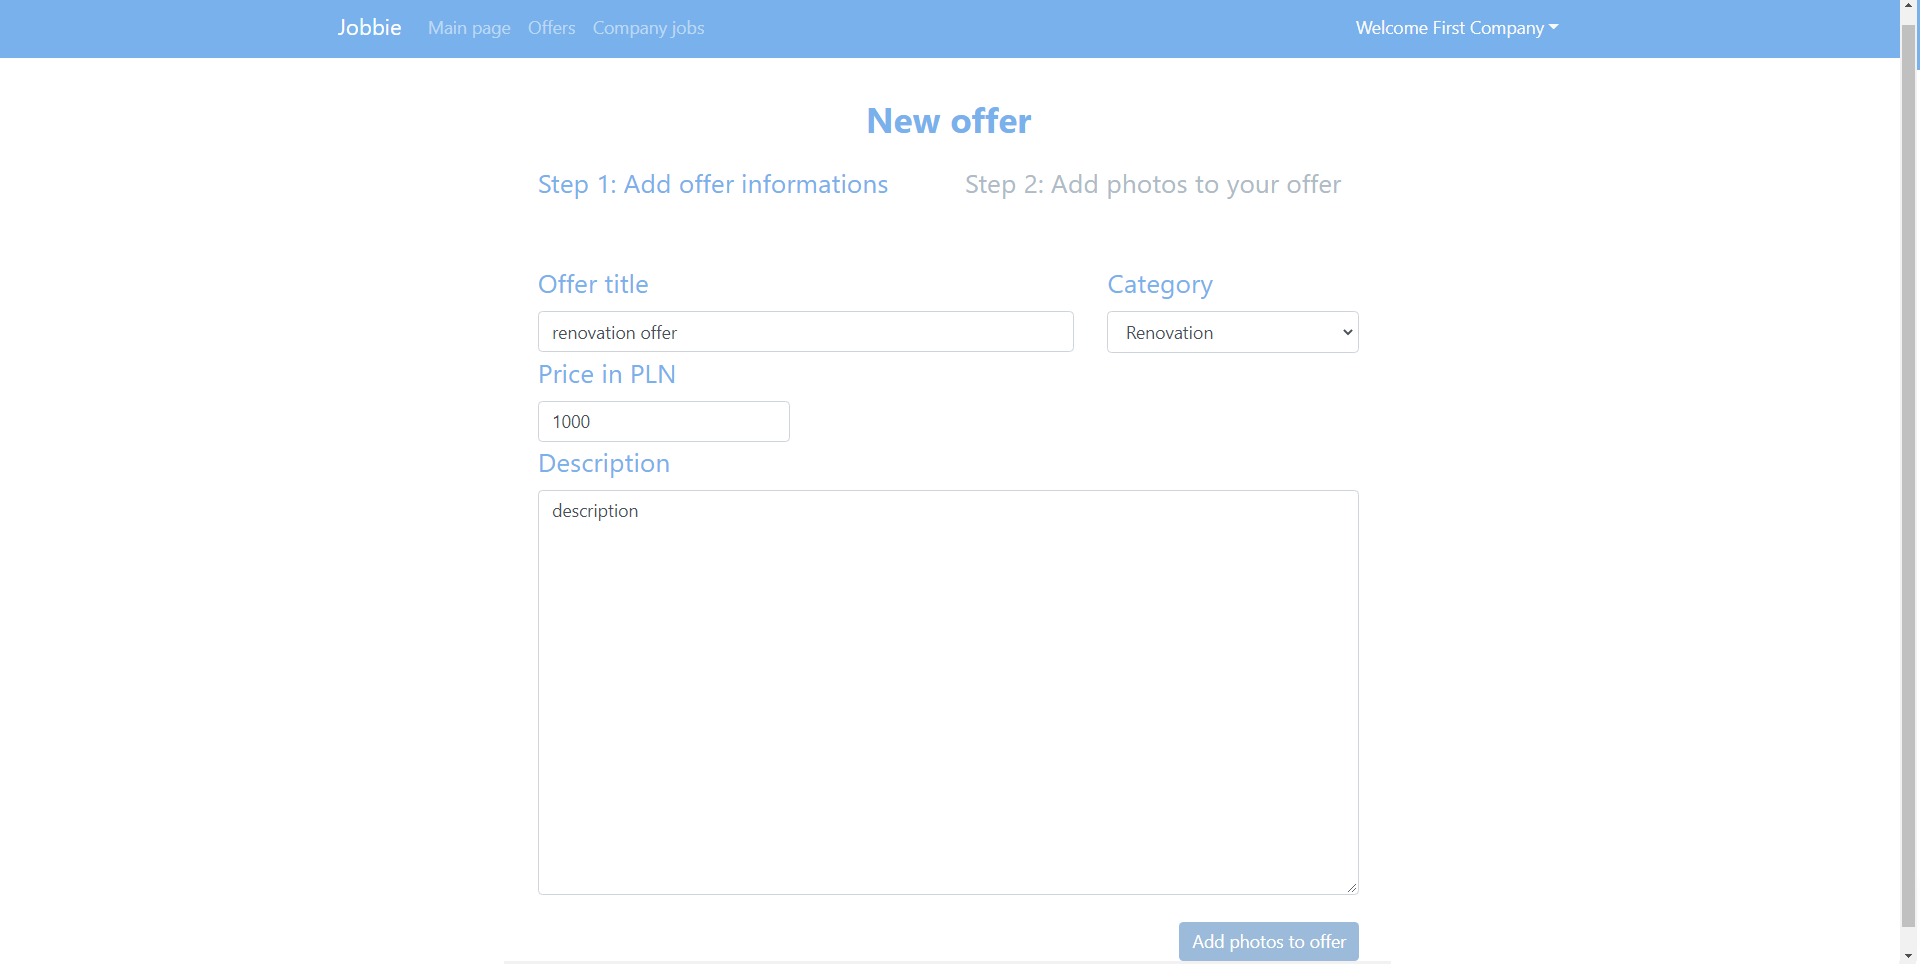 Jobbie Main page Offers Company jobs Welcome First Company
New offer
Step 1: Add offer informations Step 2: Add photos to your offer
Offer title Category
renovation offer Renovation
Price in PLN
1000
Description
description
Add photos to offer